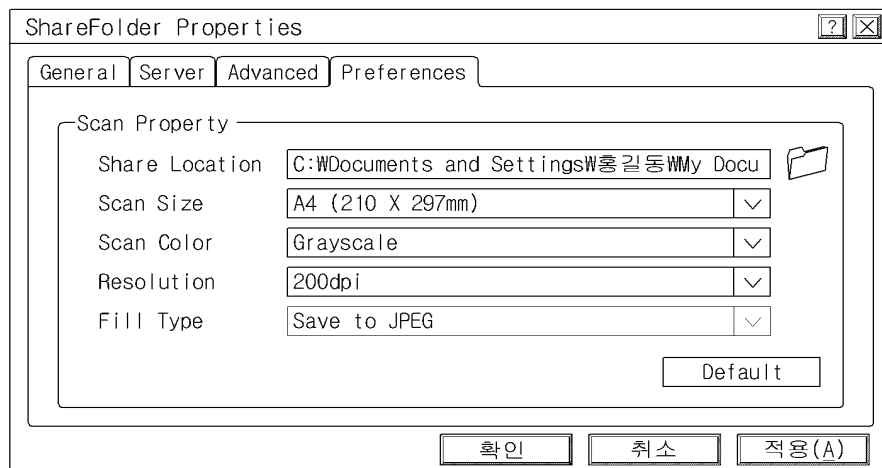 ShareFolder Properties ? X
General Server Advanced Preferences
Scan Property
Share Location C:₩Documents and Settings₩홍길동₩My Docu
Scan Size A4 (210 X 297mm)
Scan Color Grayscale
Resolution 200dpi
Fill Type Save to JPEG
Default
확인 취소 적용(A)